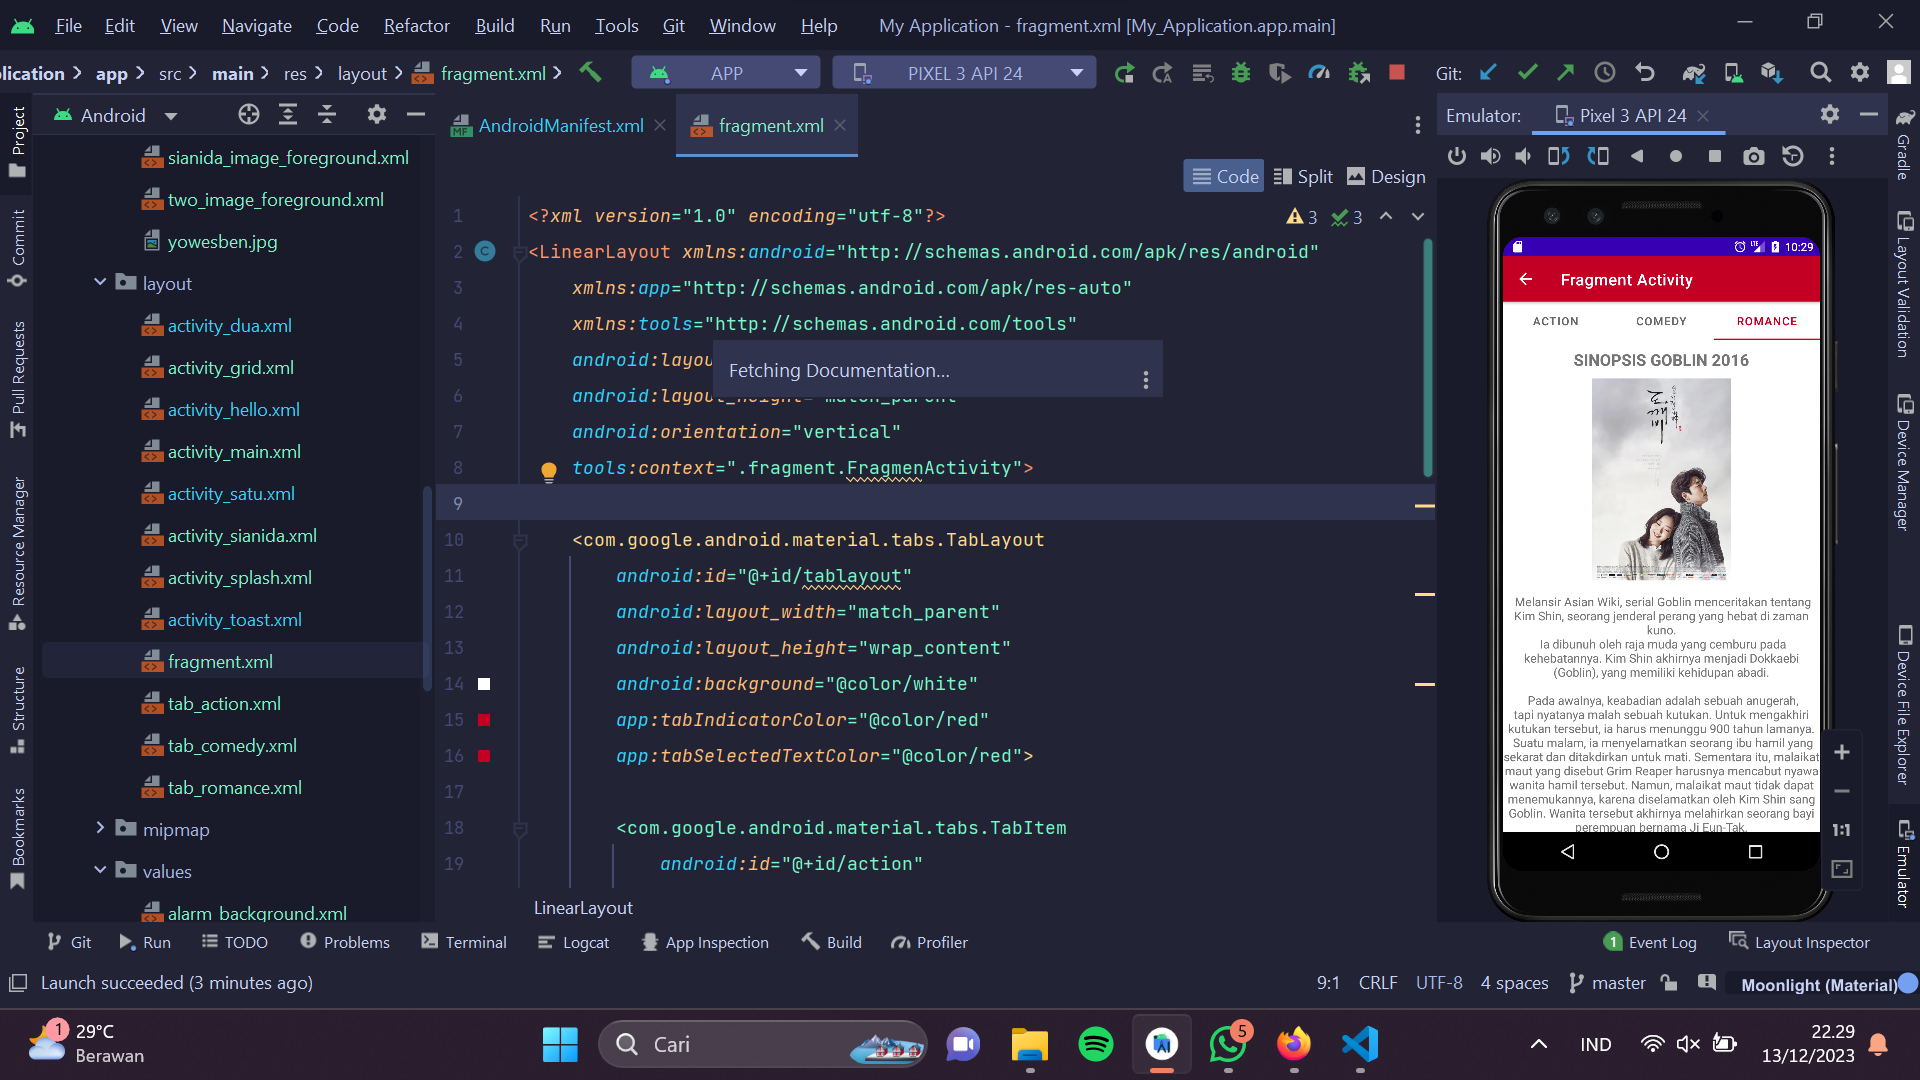 File Edit View Navigate Code Refactor Build Run Tools Git Window Help My Application - fragment.xml [My_Application.app.main]
lication app src main res layout fragment.xml APP PIXEL 3 API 24 Git:
Project
Commit
Pull Requests
Resource Manager
Structure
Bookmarks
Android
sianida_image_foreground.xml
two_image_foreground.xml
yowesben.jpg
layout
activity_dua.xml
activity_grid.xml
activity_hello.xml
activity_main.xml
activity_satu.xml
activity_sianida.xml
activity_splash.xml
activity_toast.xml
fragment.xml
tab_action.xml
tab_comedy.xml
tab_romance.xml
mipmap
values
alarm_background.xml
AndroidManifest.xml fragment.xml
Code Split Design
3 3
1 <?xml version="1.0" encoding="utf-8"?>
2 <LinearLayout xmlns:android="http://schemas.android.com/apk/res/android"
3 xmlns:app="http://schemas.android.com/apk/res-auto"
4 xmlns:tools="http://schemas.android.com/tools"
5 android:layou
Fetching Documentation...
6 android:layout_height="match_parent"
7 android:orientation="vertical"
8 tools:context=".fragment.FragmenActivity">
9
10 <com.google.android.material.tabs.TabLayout
11 android:id="@+id/tablayout"
12 android:layout_width="match_parent"
13 android:layout_height="wrap_content"
14 android:background="@color/white"
15 app:tabIndicatorColor="@color/red"
16 app:tabSelectedTextColor="@color/red">
17
18 <com.google.android.material.tabs.TabItem
19 android:id="@+id/action"
LinearLayout
Emulator: Pixel 3 API 24
LTE 10:29
Fragment Activity
ACTION COMEDY ROMANCE
SINOPSIS GOBLIN 2016
도깨비
Melansir Asian Wiki, serial Goblin menceritakan tentang
Kim Shin, seorang jenderal perang yang hebat di zaman
kuno.
Ia dibunuh oleh raja muda yang cemburu pada
kehebatannya. Kim Shin akhirnya menjadi Dokkaebi
(Goblin), yang memiliki kehidupan abadi.
Pada awalnya, keabadian adalah sebuah anugerah,
tapi nyatanya malah sebuah kutukan. Untuk mengakhiri
kutukan tersebut, ia harus menunggu 900 tahun lamanya.
Suatu malam, ia menyelamatkan seorang ibu hamil yang
sekarat dan ditakdirkan untuk mati. Sementara itu, malaikat
maut yang disebut Grim Reaper harusnya mencabut nyawa
wanita hamil tersebut. Namun, malaikat maut tidak dapat
menemukannya, karena diselamatkan oleh Kim Shin sang
Goblin. Wanita tersebut akhirnya melahirkan seorang bayi
perempuan bernama Ji Eun-Tak.
1:1
Gradle
Layout Validation
Device Manager
Device File Explorer
Emulator
Git Run TODO Problems Terminal Logcat App Inspection Build Profiler 1 Event Log Layout Inspector
Launch succeeded (3 minutes ago) 9:1 CRLF UTF-8 4 spaces master Moonlight (Material)
1 29°C
Berawan
Cari
5
IND
22.29
13/12/2023